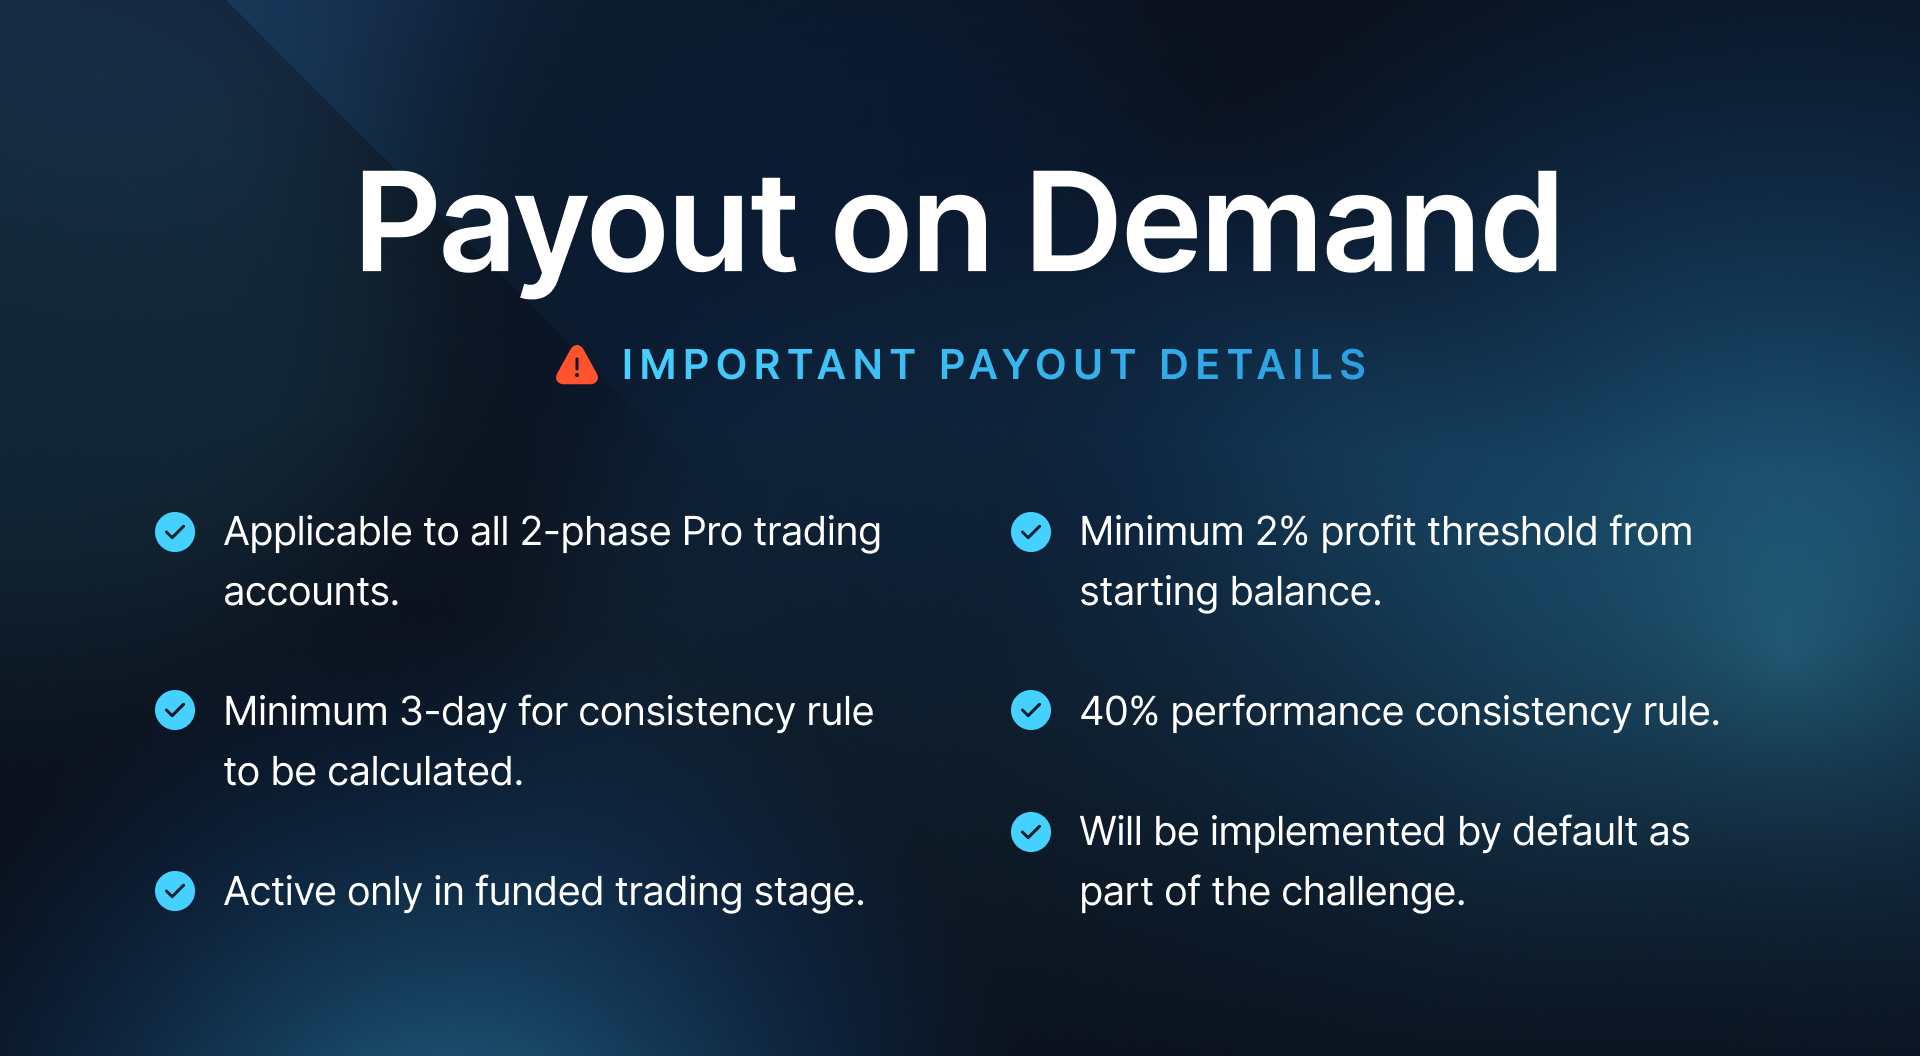 Payout on Demand
IMPORTANT PAYOUT DETAILS
Applicable to all 2-phase Pro trading
accounts.
Minimum 3-day for consistency rule
to be calculated.
Active only in funded trading stage.
Minimum 2% profit threshold from
starting balance.
40% performance consistency rule.
Will be implemented by default as
part of the challenge.